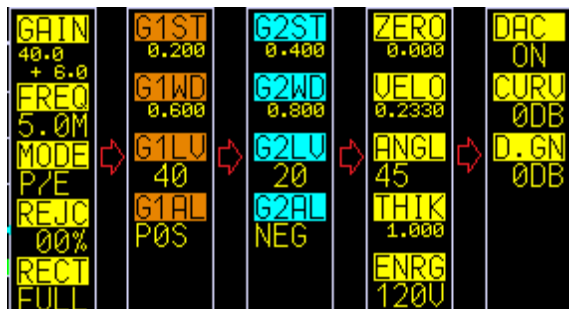 GAIN
40.0
+ 6.0
FREQ
5.0M
MODE
P/E
REJC
00%
RECT
FULL
G1ST
0.200
G1WD
0.600
G1LV
40
G1AL
POS
G2ST
0.400
G2WD
0.800
G2LV
20
G2AL
NEG
ZERO
0.000
VELO
0.2330
ANGL
45
THIK
1.000
ENRG
120V
DAC
ON
CURV
0DB
D.GN
0DB